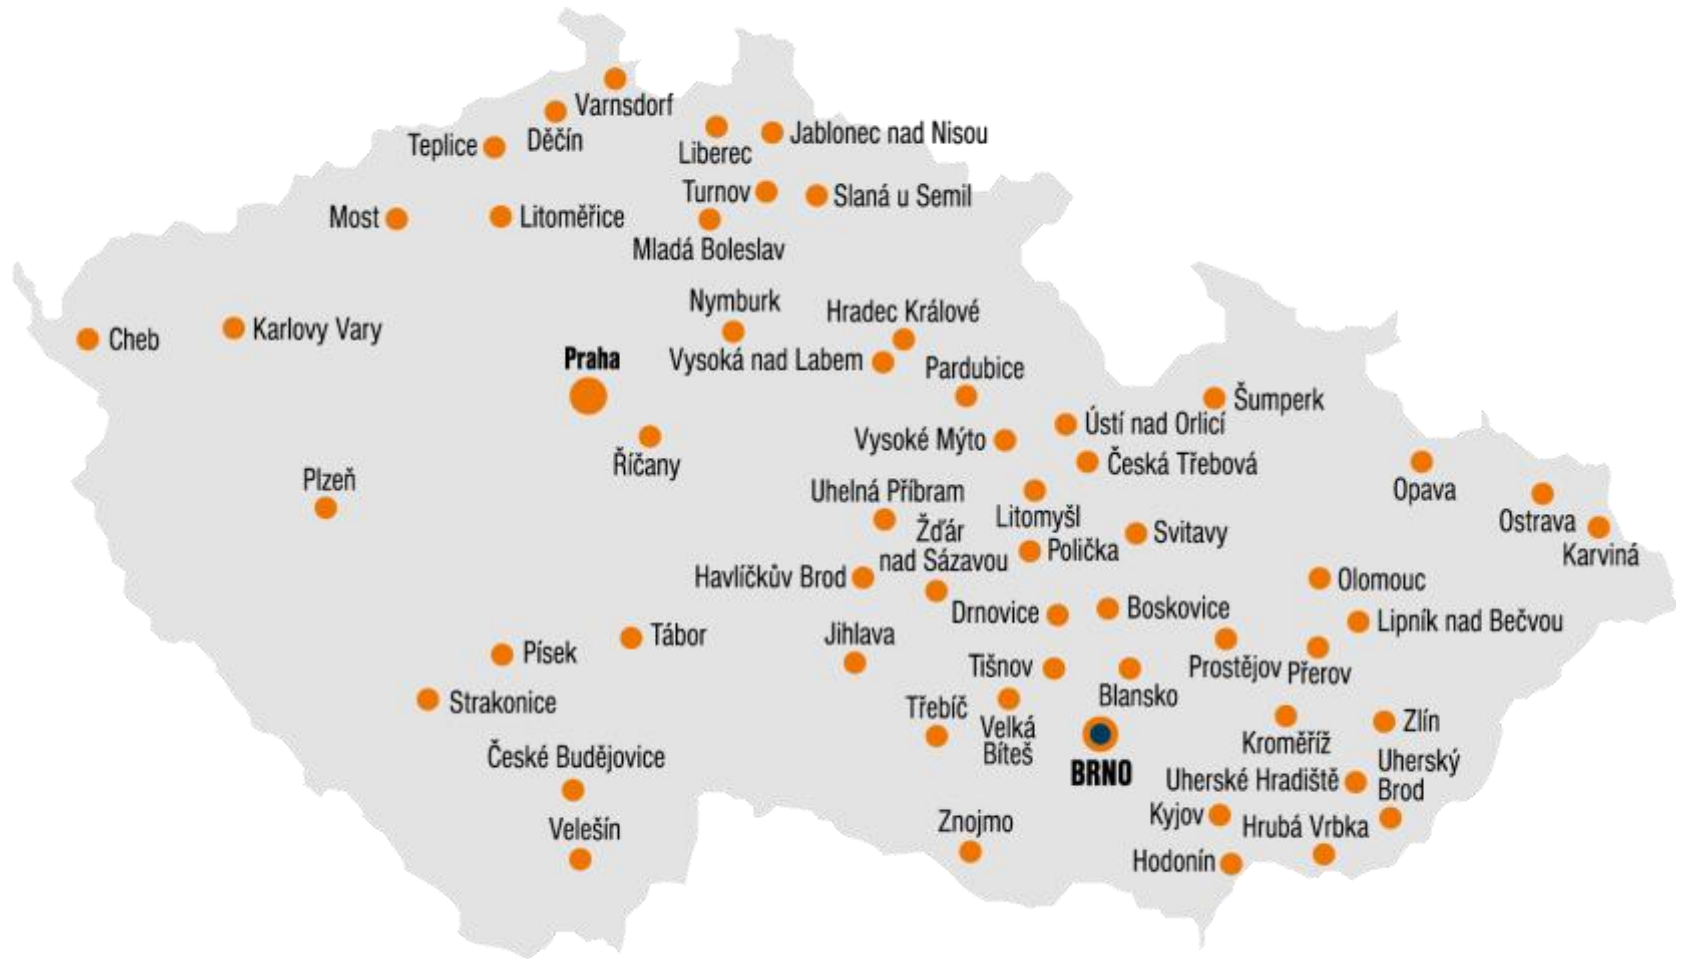 Varnsdorf
Děčín
Teplice
Liberec
Jablonec nad Nisou
Turnov
Slaná u Semil
Most
Litoměřice
Mladá Boleslav
Nymburk
Hradec Králové
Cheb
Karlovy Vary
Praha
Vysoká nad Labem
Pardubice
Šumperk
Ústí nad Orlicí
Vysoké Mýto
Říčany
Česká Třebová
Plzeň
Uhelná Příbram
Opava
Litomyšl
Ostrava
Žďár
nad Sázavou
Svitavy
Polička
Karviná
Havlíčkův Brod
Olomouc
Drnovice
Boskovice
Lipník nad Bečvou
Jihlava
Tábor
Písek
Tišnov
Prostějov
Přerov
Blansko
Strakonice
Třebíč
Velká
Bíteš
Zlín
Kroměříž
České Budějovice
BRNO
Uherské Hradiště
Uherský
Brod
Kyjov
Hrubá Vrbka
Velešín
Znojmo
Hodonín